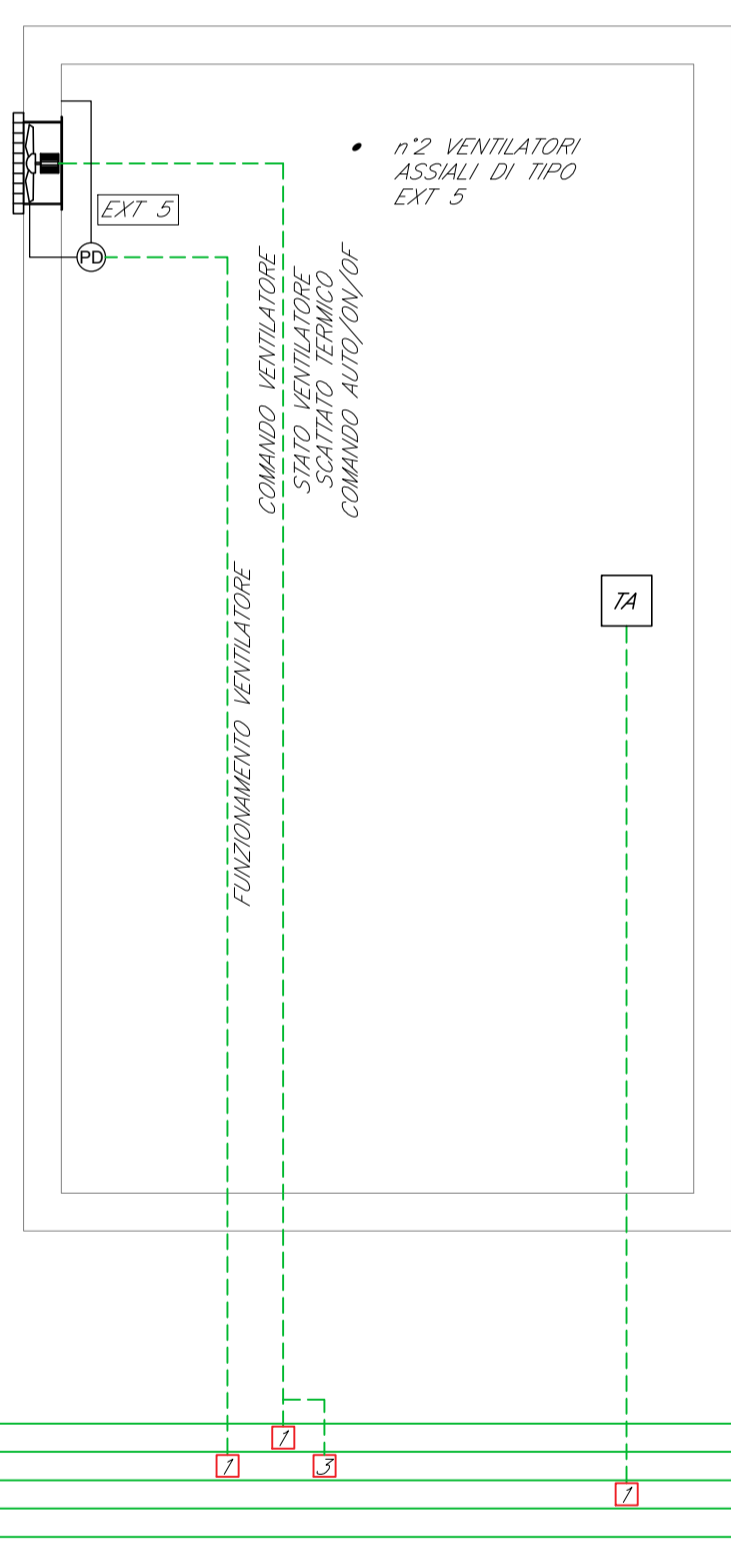 n°2 VENTILATORI
ASSIALI DI TIPO
EXT 5
EXT 5
PD
COMANDO VENTILATORE
STATO VENTILATORE
SCATTATO TERMICO
COMANDO AUTO/ON/OF
FUNZIONAMENTO VENTILATORE
TA
1
1
3
1